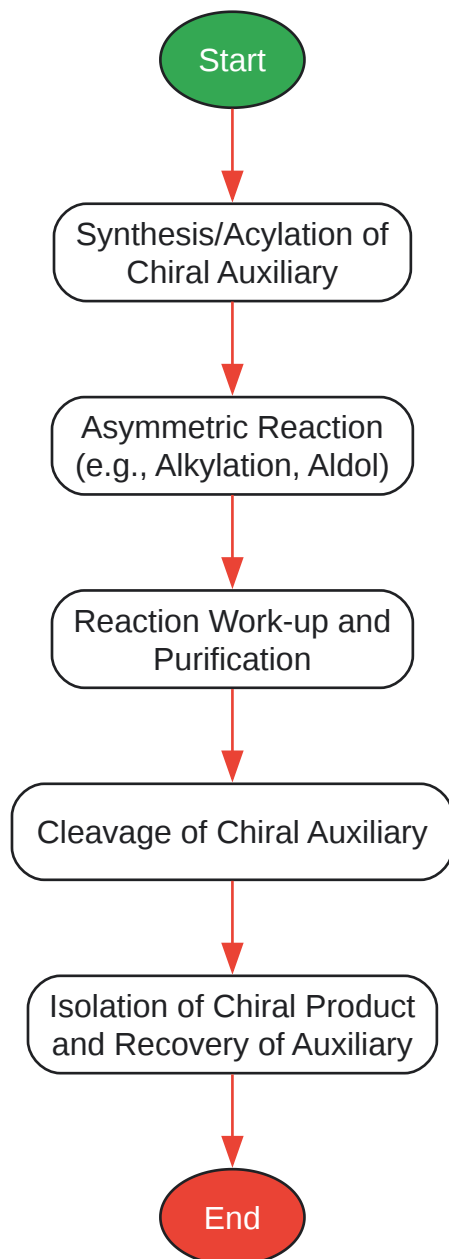 Start
Synthesis/Acylation of
Chiral Auxiliary
Asymmetric Reaction
(e.g., Alkylation, Aldol)
Reaction Work-up and
Purification
Cleavage of Chiral Auxiliary
Isolation of Chiral Product
and Recovery of Auxiliary
End